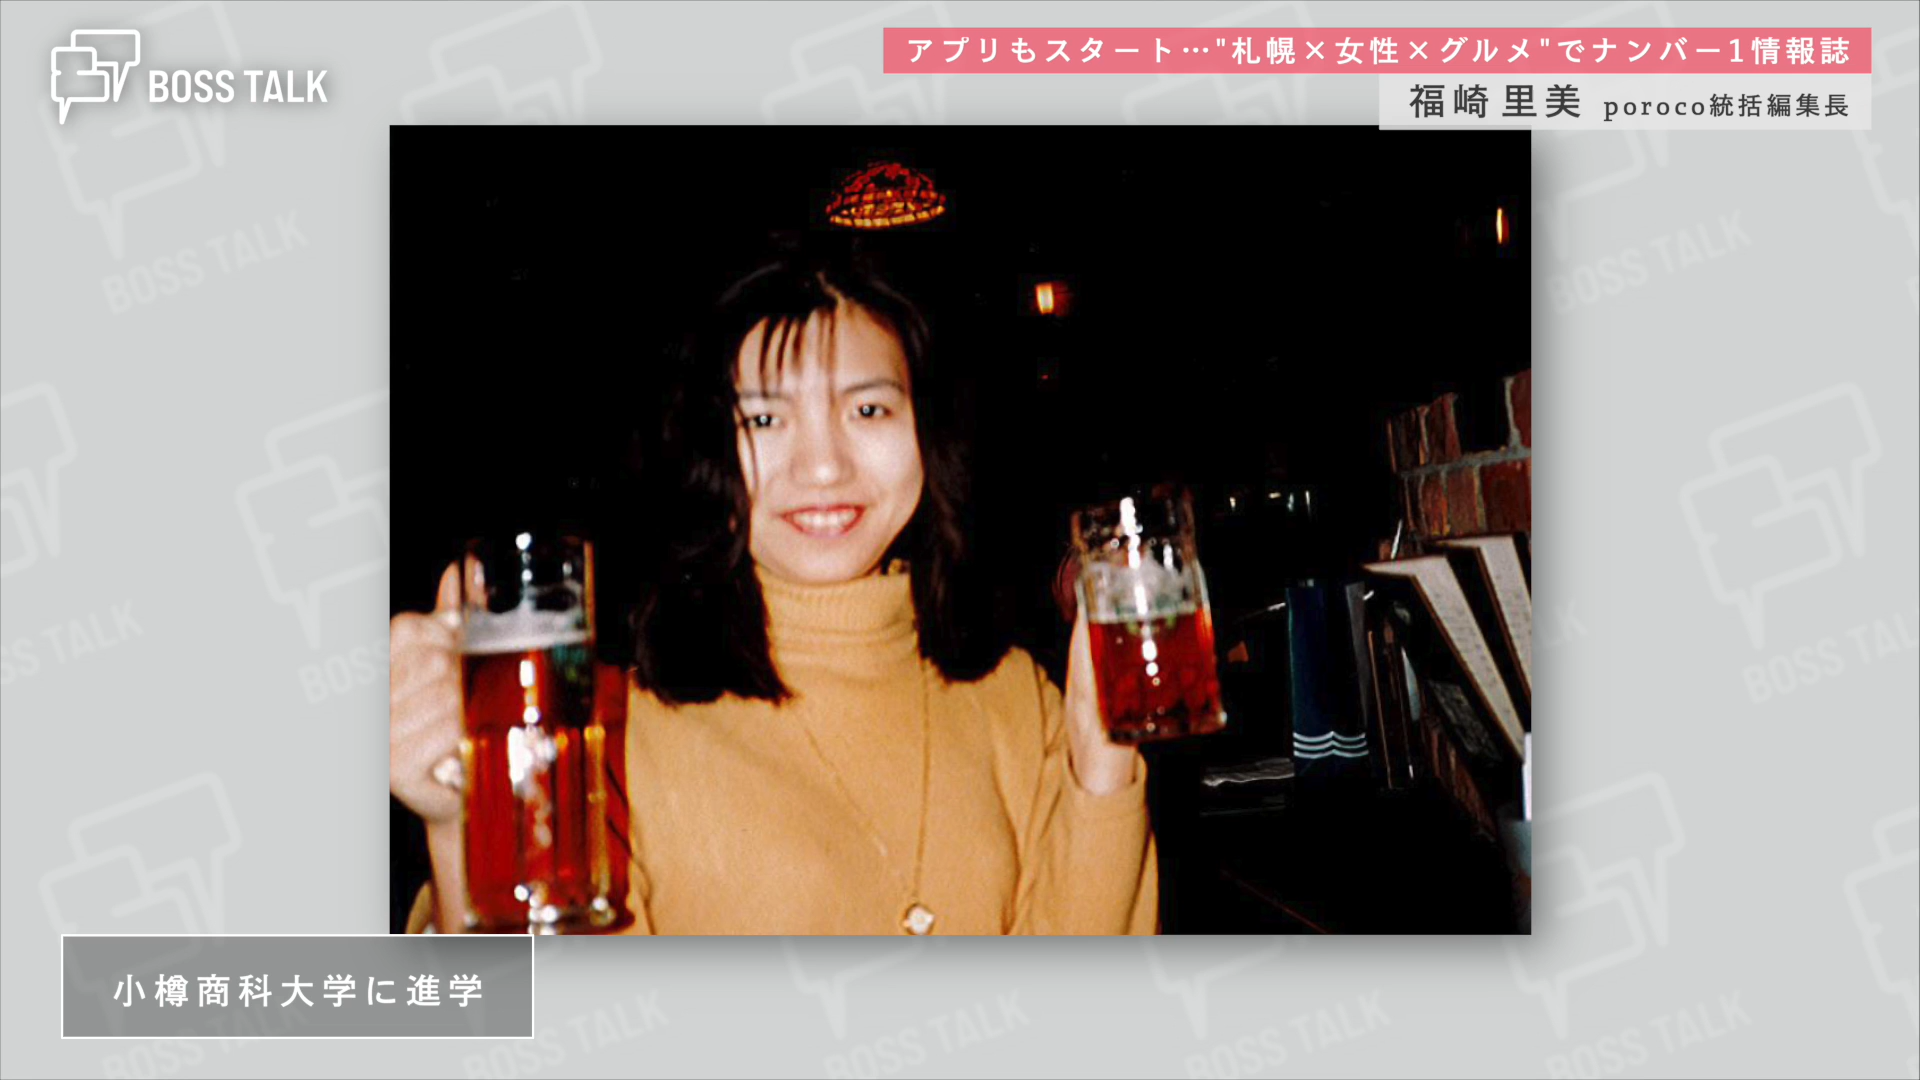 BOSS TALK
アプリもスタート…"札幌×女性×グルメ"でナンバー1情報誌
福崎 里美 poroco統括編集長
小樽商科大学に進学